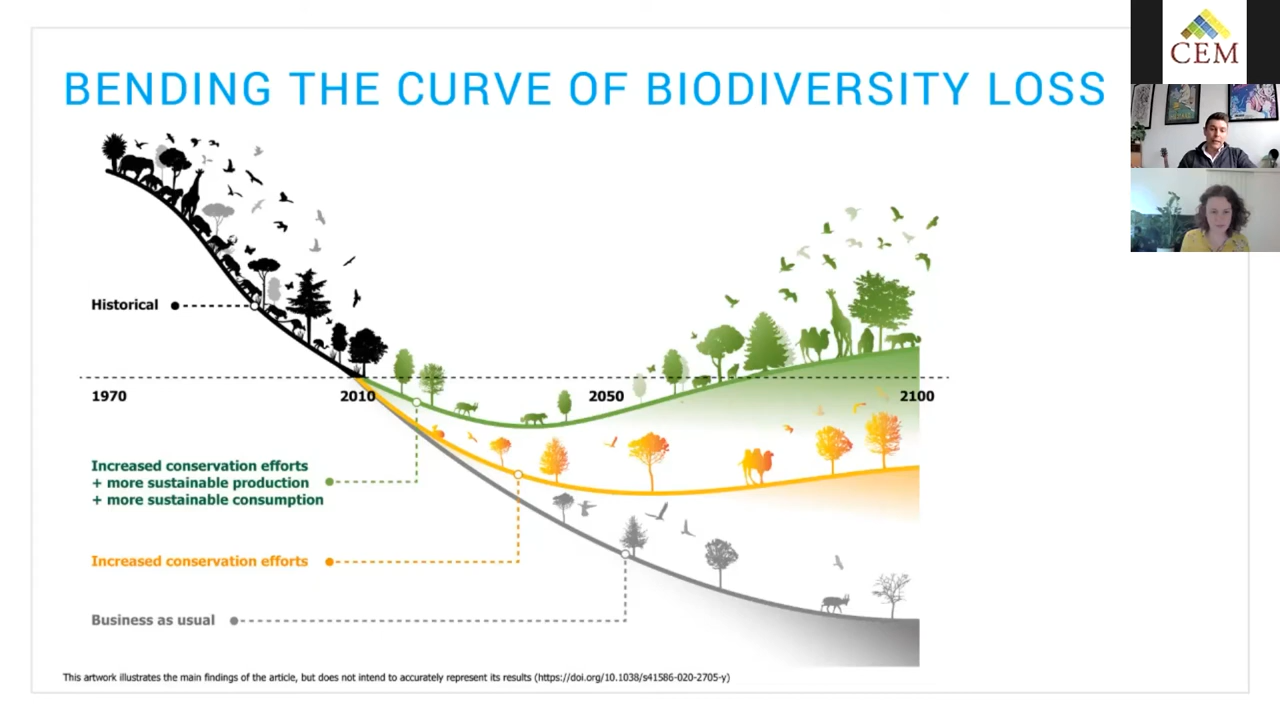 BENDING THE CURVE OF BIODIVERSITY LOSS
CEM
Historical
1970
2010
2050
2100
Increased conservation efforts
+ more sustainable production
+ more sustainable consumption
Increased conservation efforts
Business as usual
This artwork illustrates the main findings of the article, but does not intend to accurately represent its results (https://doi.org/10.1038/s41586-020-2705-y)